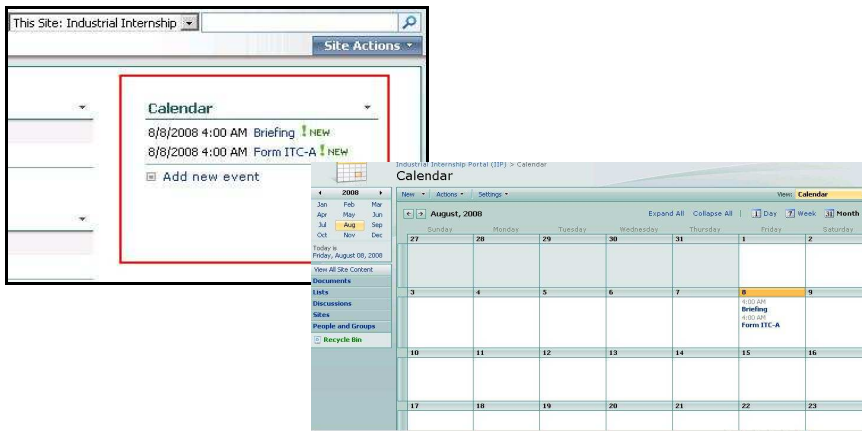 This Site: Industrial Internship
Site Actions
Calendar
8/8/2008 4:00 AM Briefing ! NEW
8/8/2008 4:00 AM Form ITC-A ! NEW
Add new event
Industrial Internship Portal (IIP) > Calendar
Calendar
2008
Jan Feb Mar
Apr May Jun
Jul Aug Sep
Oct Nov Dec
Today is
Friday, August 08, 2008
View All Site Content
Documents
Lists
Discussions
Sites
People and Groups
Recycle Bin
New Actions Settings View: Calendar
August, 2008 Expand All Collapse All | 1 Day 7 Week 31 Month
Sunday Monday Tuesday Wednesday Thursday Friday Saturday
27 28 29 30 31 1 2
3 4 5 6 7 8 9
4:00 AM
Briefing
4:00 AM
Form ITC-A
10 11 12 13 14 15 16
17 18 19 20 21 22 23